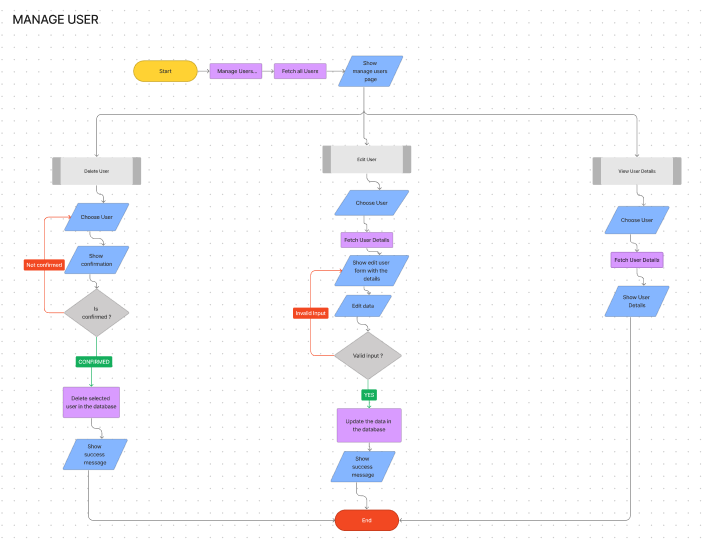 MANAGE USER
Start
Manage Users...
Fetch all Users
Show
manage users
page
Delete User
Edit User
View User Details
Choose User
Choose User
Choose User
Not confirmed
Show
confirmation
Fetch User Details
Fetch User Details
Show edit user
form with the
details
Show User
Details
Is
confirmed ?
Invalid input
Edit data
CONFIRMED
Valid input ?
Delete selected
user in the database
YES
Update the data in
the database
Show
success
message
Show
success
message
End